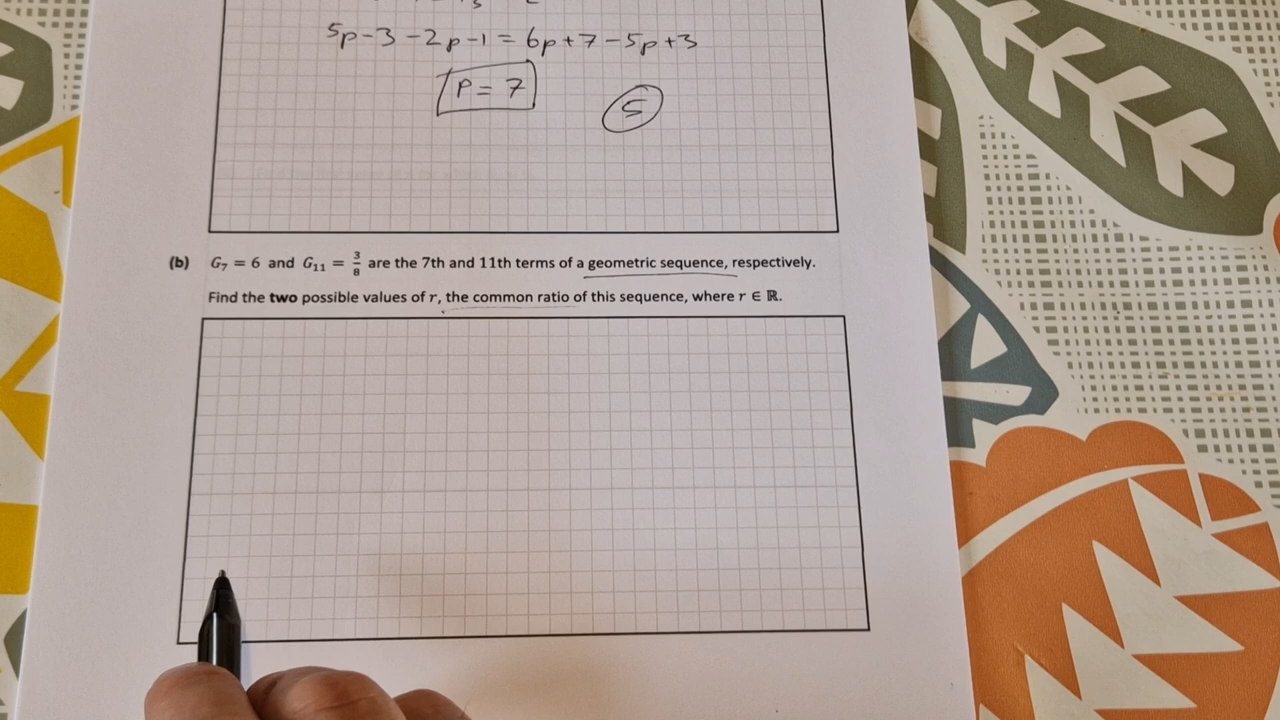 5p-3-2p-1=6p+7-5p+3
p=7
5
(b) G₇ = 6 and G₁₁ = 3/8 are the 7th and 11th terms of a geometric sequence, respectively.
Find the two possible values of r, the common ratio of this sequence, where r ∈ ℝ.